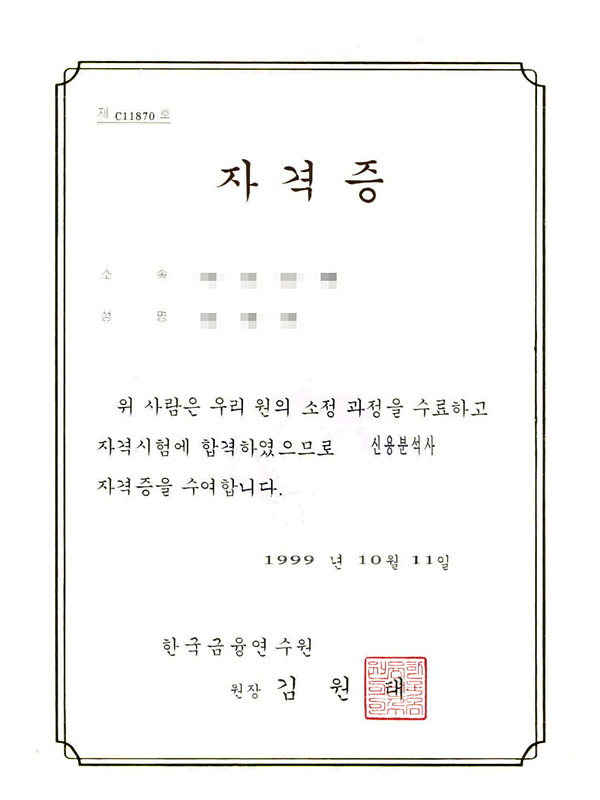 제 C11870 호
자격증
소 속
성 명
위 사람은 우리 원의 소정 과정을 수료하고
자격시험에 합격하였으므로 신용분석사
자격증을 수여합니다.
1999 년 10월 11일
한국금융연수원
원장 김 원 태